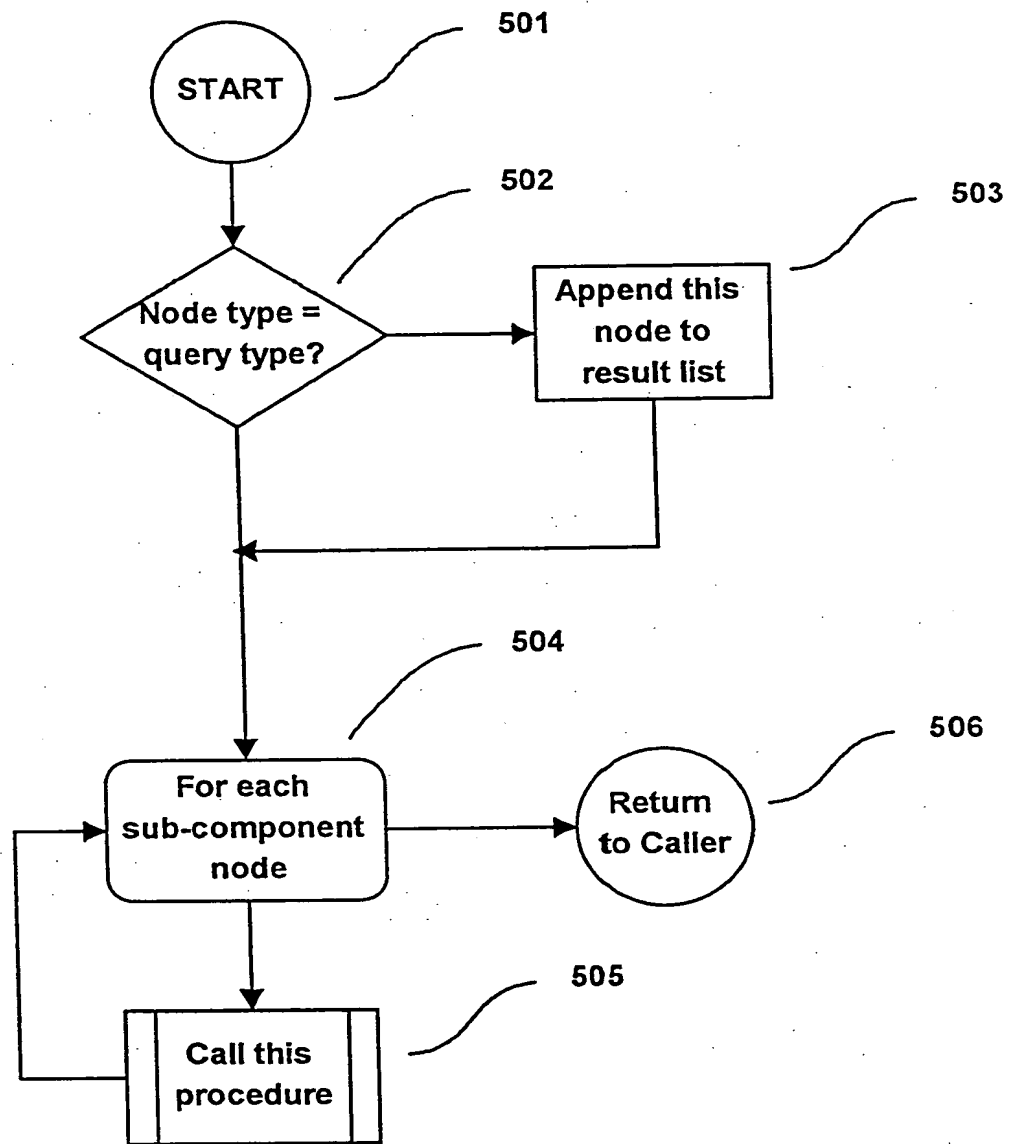 501
START
502
503
Node type =
query type?
Append this
node to
result list
504
506
For each
sub-component
node
Return
to Caller
505
Call this
procedure